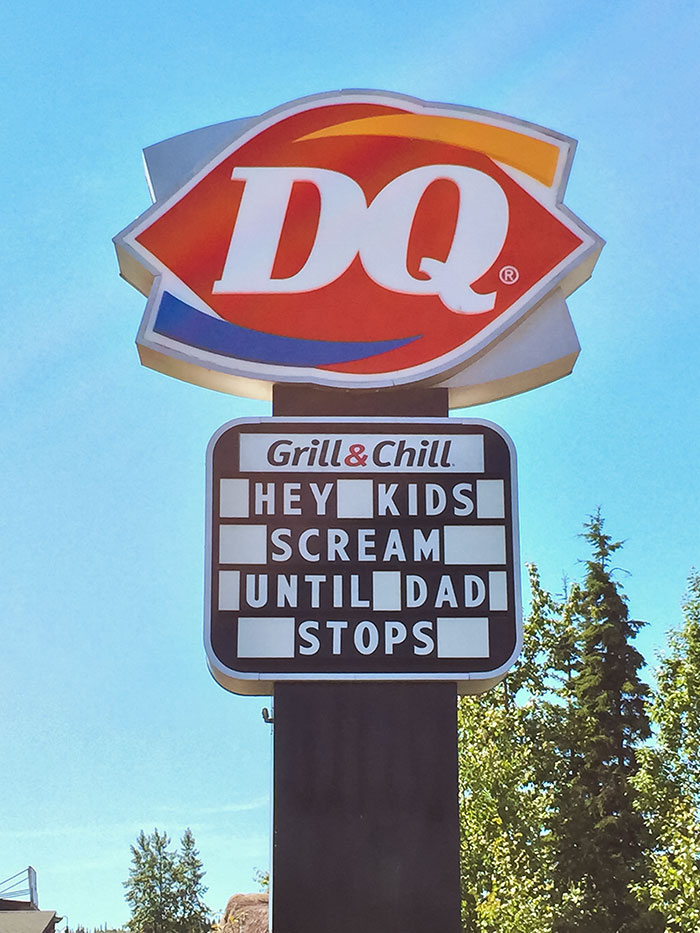 DQ®
Grill & Chill
HEY KIDS
SCREAM
UNTIL DAD
STOPS